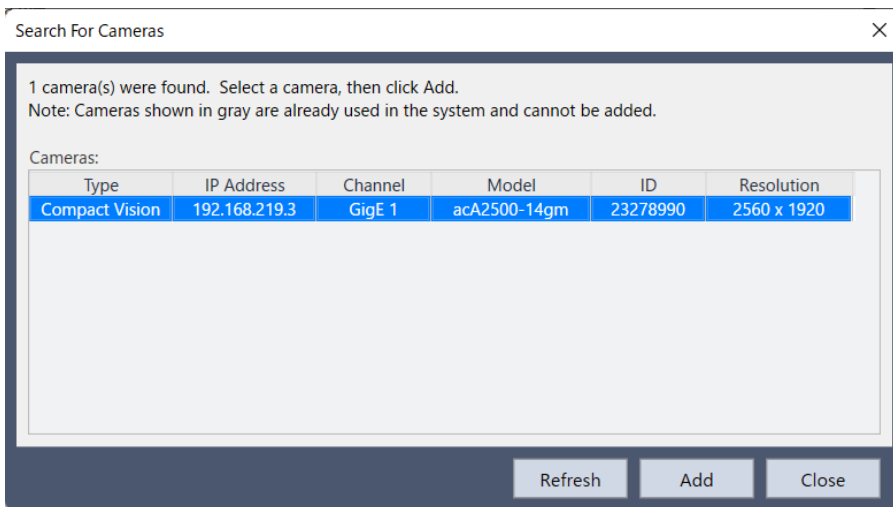 Search For Cameras
1 camera(s) were found. Select a camera, then click Add.
Note: Cameras shown in gray are already used in the system and cannot be added.
Cameras:
Type IP Address Channel Model ID Resolution
Compact Vision 192.168.219.3 GigE 1 acA2500-14gm 23278990 2560 x 1920
Refresh Add Close